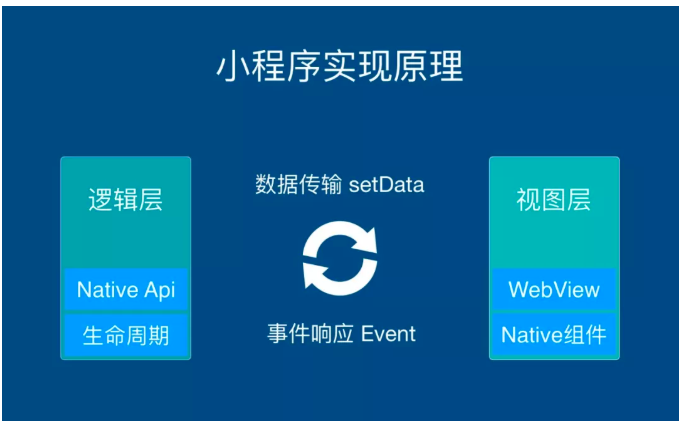 小程序实现原理
逻辑层
Native Api
生命周期
数据传输 setData
事件响应 Event
视图层
WebView
Native组件